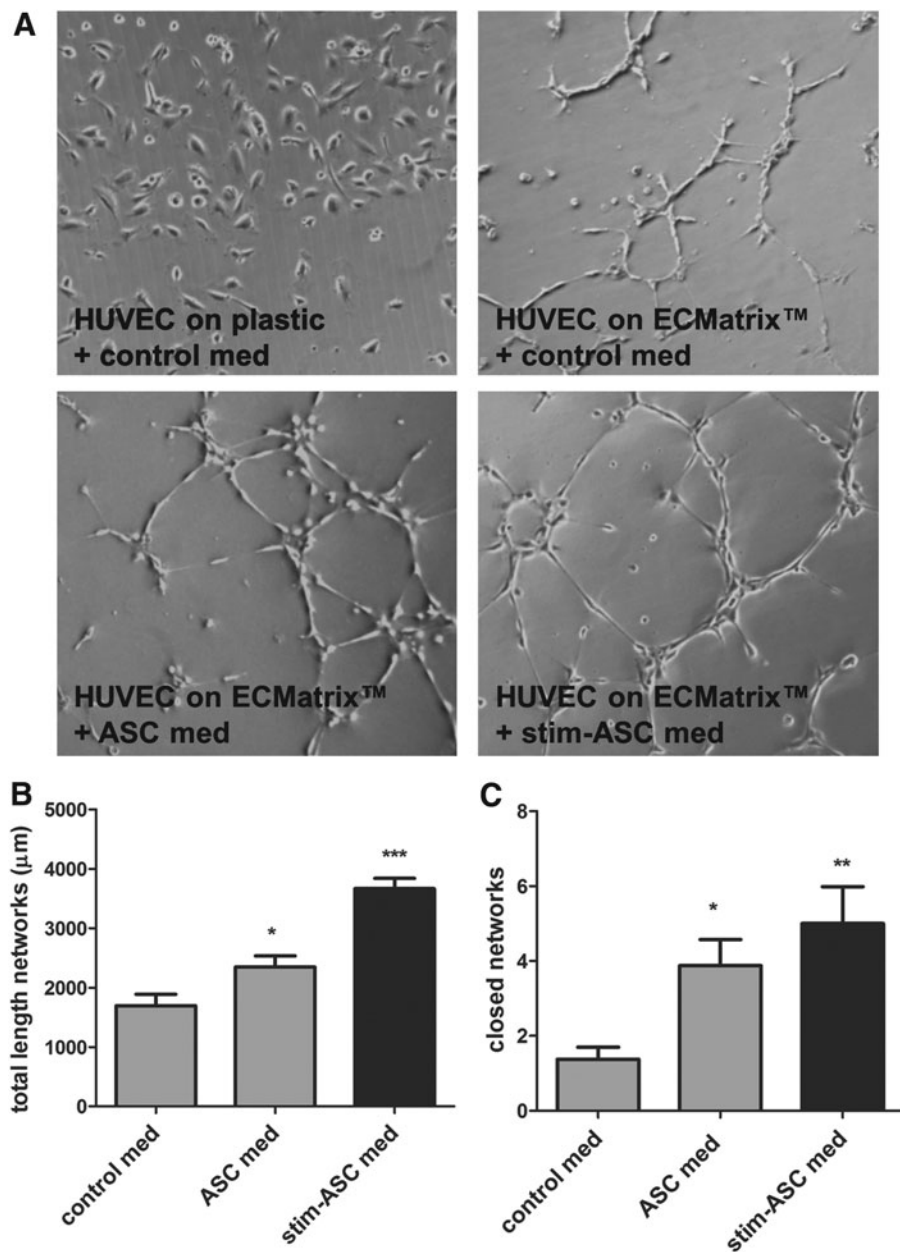 A
HUVEC on plastic
+ control med
HUVEC on ECMatrix™
+ control med
HUVEC on ECMatrix™
+ ASC med
HUVEC on ECMatrix™
+ stim-ASC med
B
total length networks (μm)
5000
4000
3000
2000
1000
0
*
***
control med
ASC med
stim-ASC med
C
closed networks
8
6
4
2
0
*
**
control med
ASC med
stim-ASC med